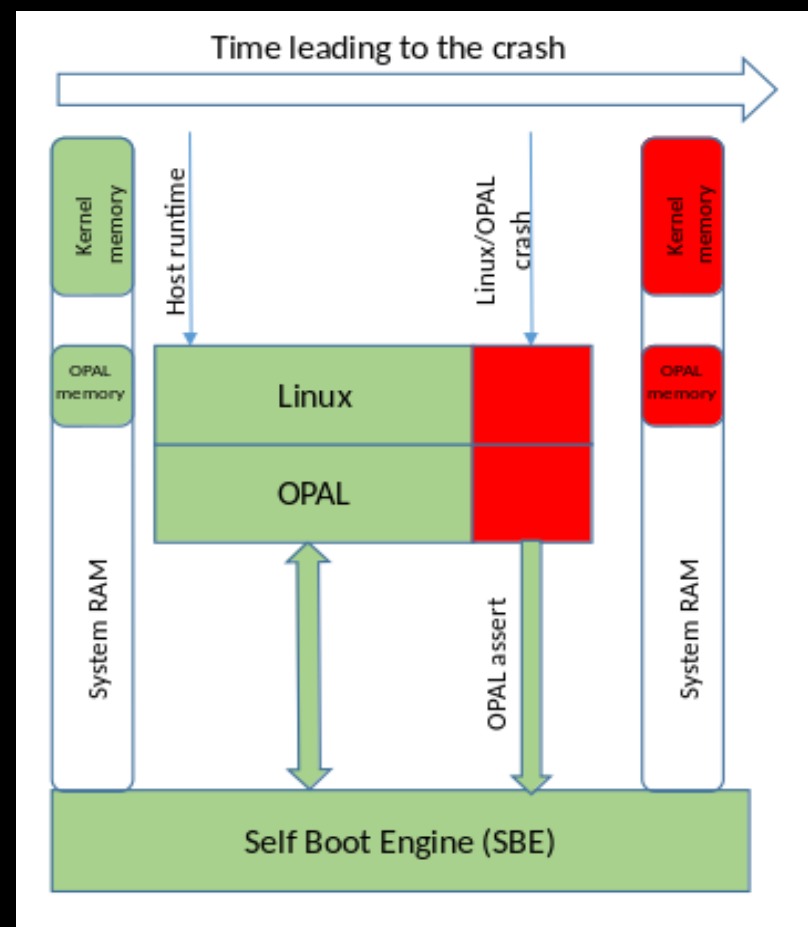 Time leading to the crash
Kernel
memory
Host runtime
Linux/OPAL
crash
Kernel
memory
OPAL
memory
Linux
OPAL
memory
OPAL
System RAM
OPAL assert
System RAM
Self Boot Engine (SBE)